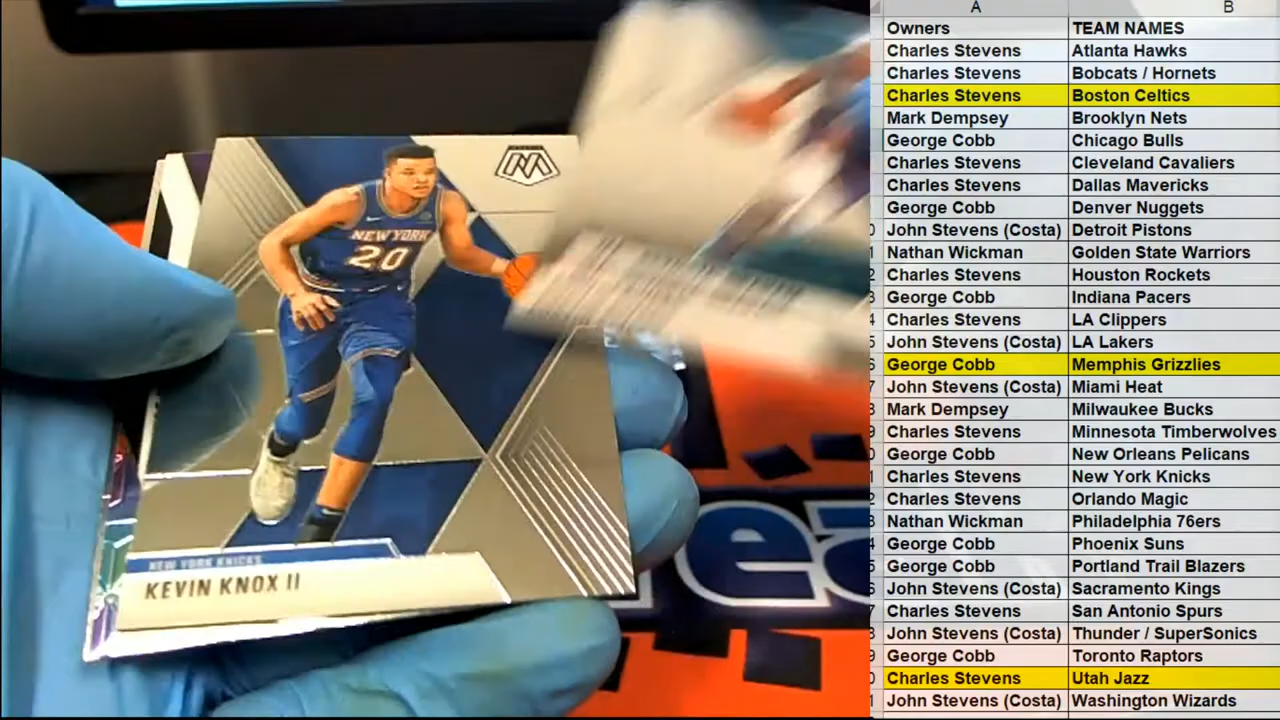 NEW YORK
20
NEW YORK KNICKS
KEVIN KNOX II
A B
Owners TEAM NAMES
Charles Stevens Atlanta Hawks
Charles Stevens Bobcats / Hornets
Charles Stevens Boston Celtics
Mark Dempsey Brooklyn Nets
George Cobb Chicago Bulls
Charles Stevens Cleveland Cavaliers
Charles Stevens Dallas Mavericks
George Cobb Denver Nuggets
John Stevens (Costa) Detroit Pistons
Nathan Wickman Golden State Warriors
Charles Stevens Houston Rockets
George Cobb Indiana Pacers
Charles Stevens LA Clippers
John Stevens (Costa) LA Lakers
George Cobb Memphis Grizzlies
John Stevens (Costa) Miami Heat
Mark Dempsey Milwaukee Bucks
Charles Stevens Minnesota Timberwolves
George Cobb New Orleans Pelicans
Charles Stevens New York Knicks
Charles Stevens Orlando Magic
Nathan Wickman Philadelphia 76ers
George Cobb Phoenix Suns
George Cobb Portland Trail Blazers
John Stevens (Costa) Sacramento Kings
Charles Stevens San Antonio Spurs
John Stevens (Costa) Thunder / SuperSonics
George Cobb Toronto Raptors
Charles Stevens Utah Jazz
John Stevens (Costa) Washington Wizards